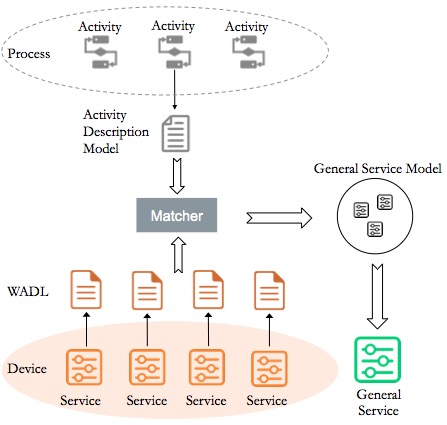 Activity
Activity
Activity
Process
Activity
Description
Model
General Service Model
Matcher
WADL
Device
Service
Service
Service
Service
General
Service